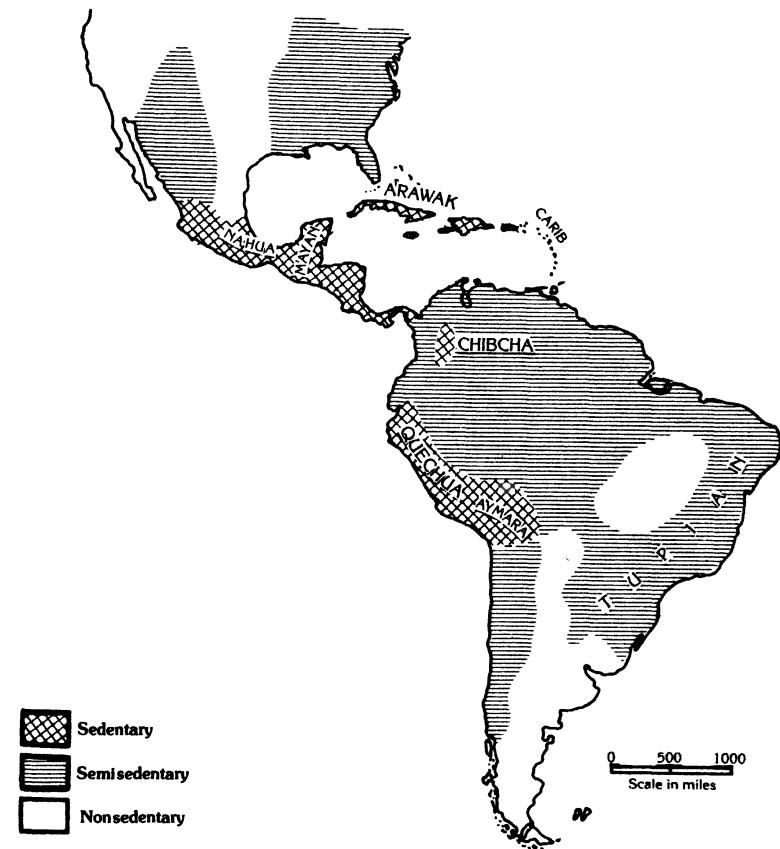 ARAWAK
CARIB
NAHUA
MAYAN
CHIBCHA
QUECHUA
AYMARA
TUPIAN
Sedentary
Semisedentary
Nonsedentary
0 500 1000
Scale in miles